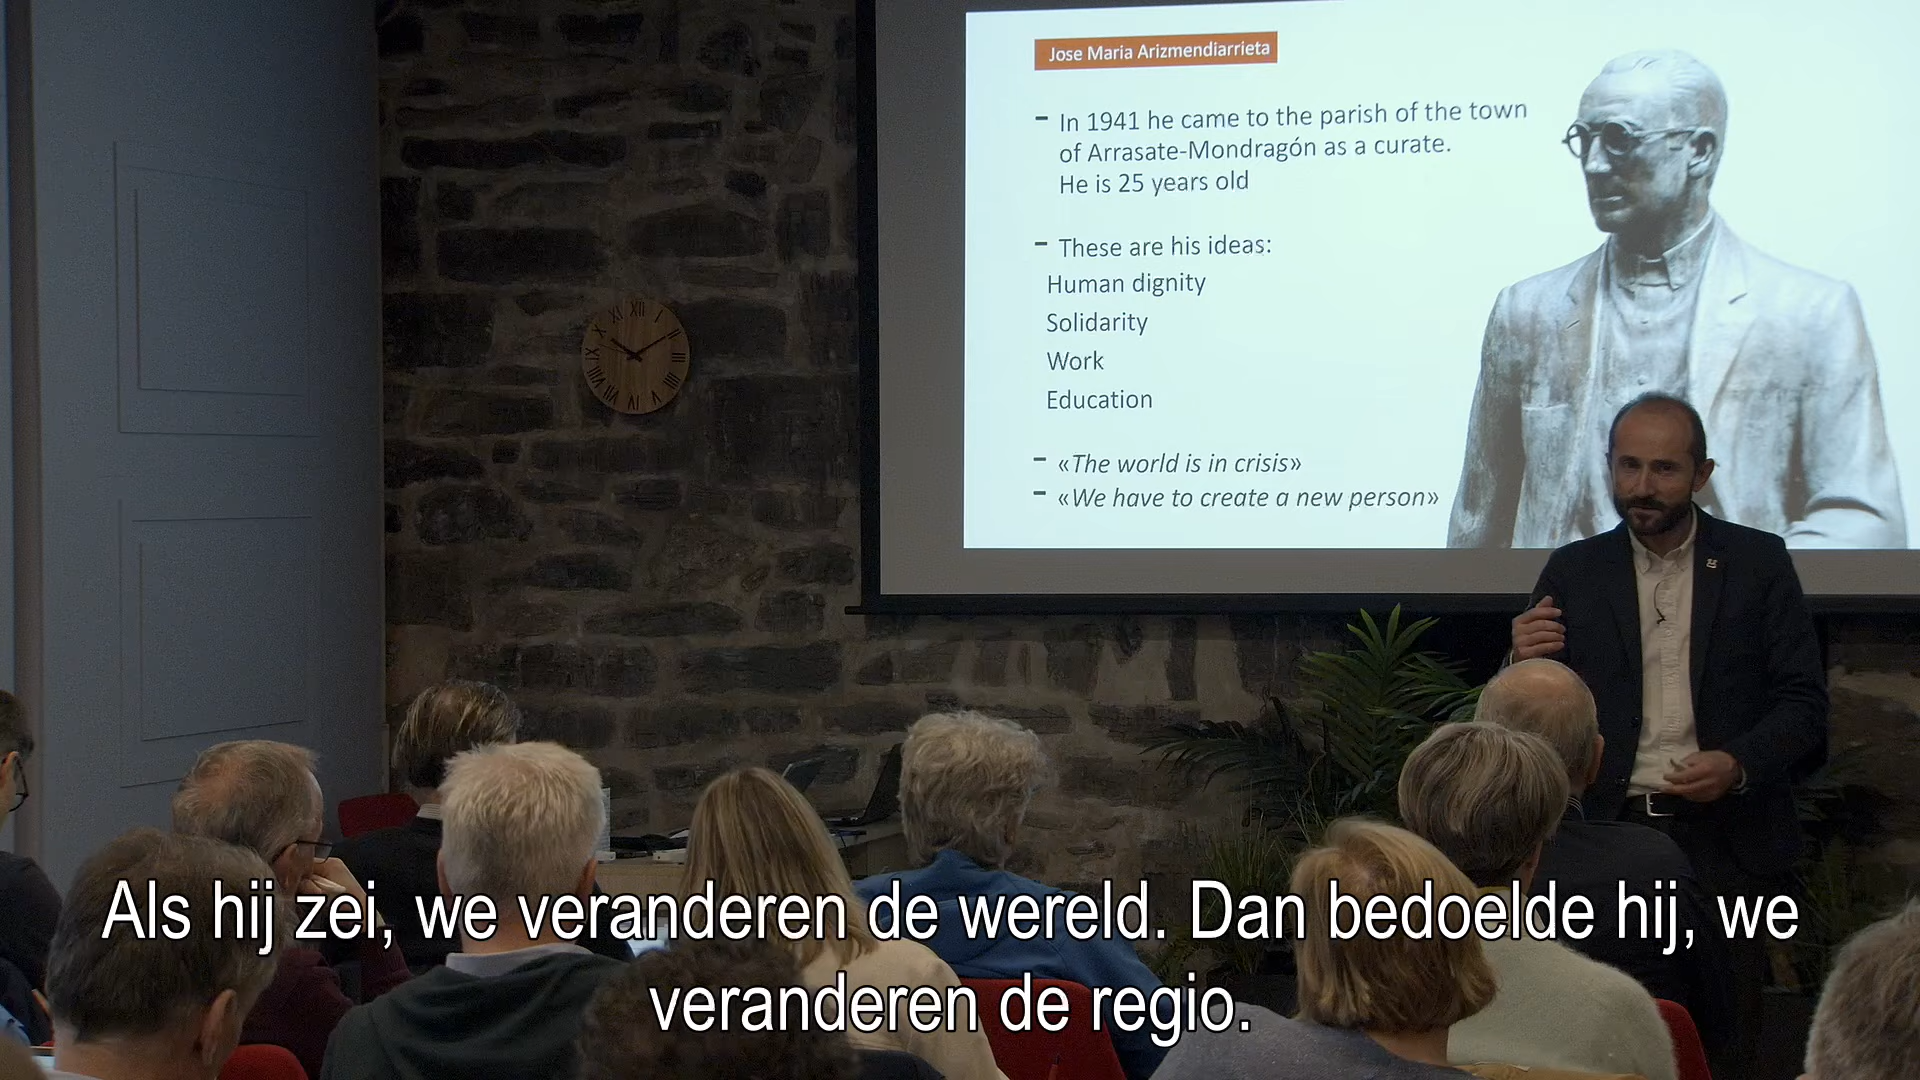 Jose Maria Arizmendiarrieta
- In 1941 he came to the parish of the town
of Arrasate-Mondragón as a curate.
He is 25 years old
- These are his ideas:
Human dignity
Solidarity
Work
Education
- «The world is in crisis»
- «We have to create a new person»
Als hij zei, we veranderen de wereld. Dan bedoelde hij, we
veranderen de regio.